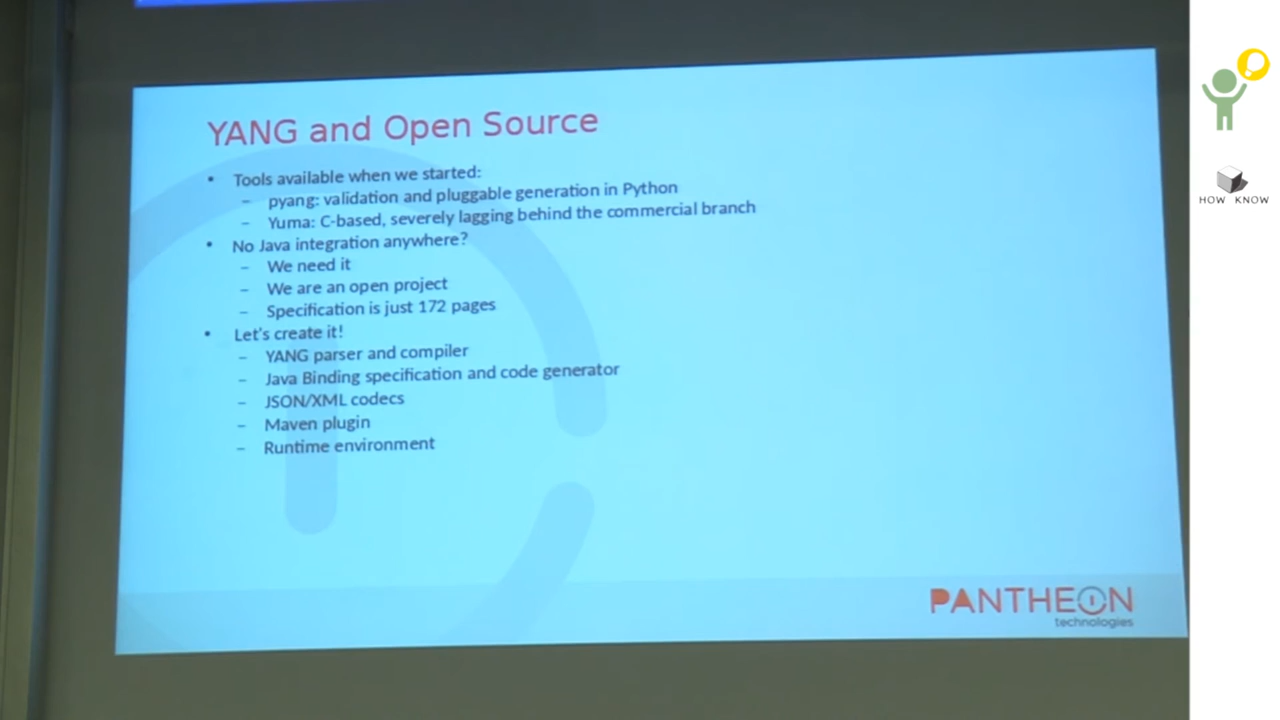 YANG and Open Source
• Tools available when we started:
– pyang: validation and pluggable generation in Python
– Yuma: C-based, severely lagging behind the commercial branch
• No Java integration anywhere?
– We need it
– We are an open project
– Specification is just 172 pages
• Let's create it!
– YANG parser and compiler
– Java Binding specification and code generator
– JSON/XML codecs
– Maven plugin
– Runtime environment
PANTHEON
technologies
HOW KNOW